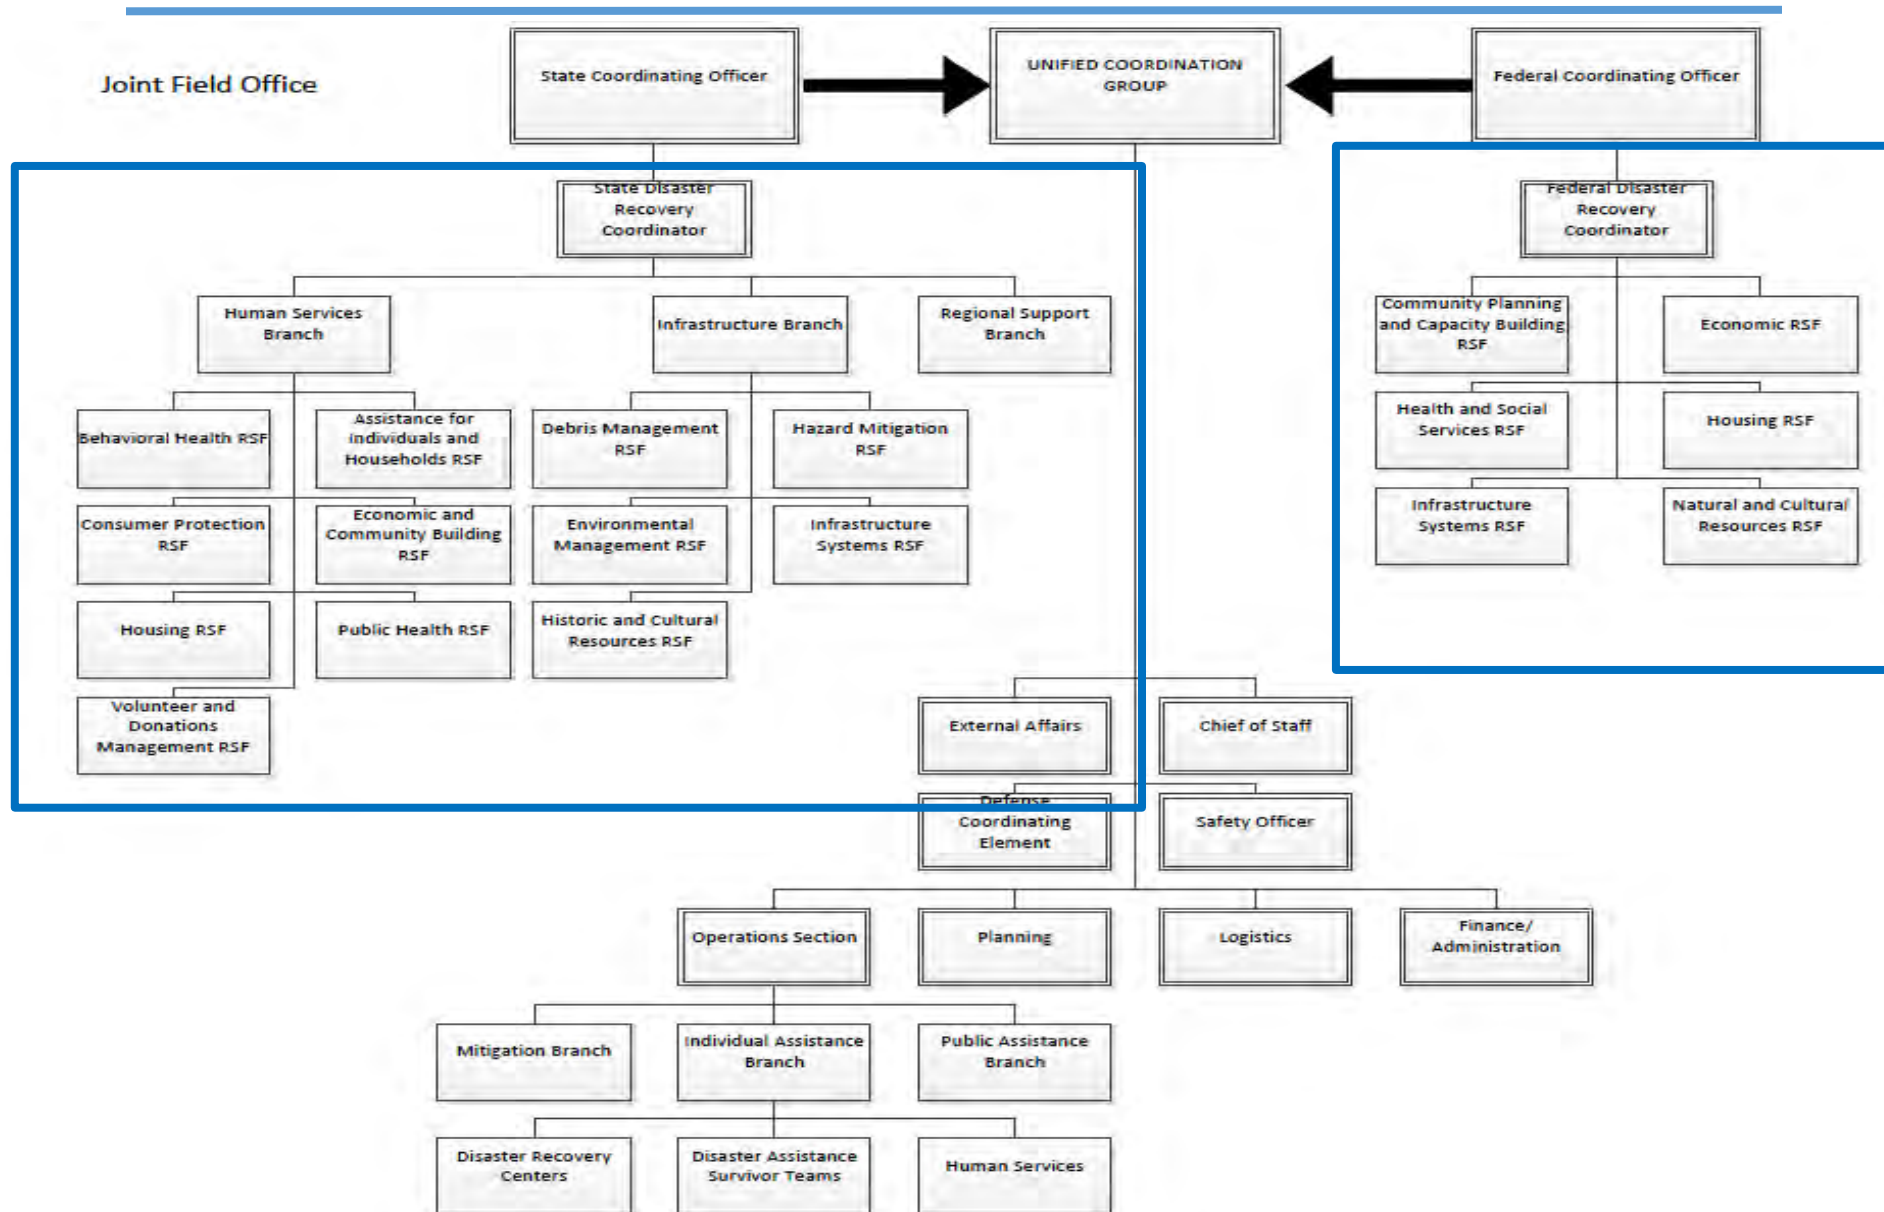 Joint Field Office
State Coordinating Officer
UNIFIED COORDINATION
GROUP
Federal Coordinating Officer
State Disaster
Recovery
Coordinator
Federal Disaster
Recovery
Coordinator
Human Services
Branch
Infrastructure Branch
Regional Support
Branch
Community Planning
and Capacity Building
RSF
Economic RSF
Behavioral Health RSF
Assistance for
Individuals and
Households RSF
Debris Management
RSF
Hazard Mitigation
RSF
Health and Social
Services RSF
Housing RSF
Consumer Protection
RSF
Economic and
Community Building
RSF
Environmental
Management RSF
Infrastructure
Systems RSF
Infrastructure
Systems RSF
Natural and Cultural
Resources RSF
Housing RSF
Public Health RSF
Historic and Cultural
Resources RSF
Volunteer and
Donations
Management RSF
External Affairs
Chief of Staff
Defense
Coordinating
Element
Safety Officer
Operations Section
Planning
Logistics
Finance/
Administration
Mitigation Branch
Individual Assistance
Branch
Public Assistance
Branch
Disaster Recovery
Centers
Disaster Assistance
Survivor Teams
Human Services